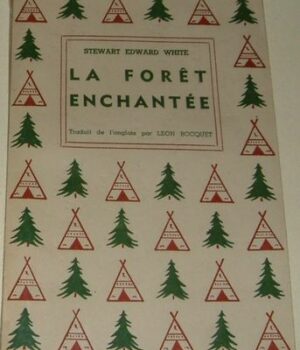 STEWART EDWARD WHITE
LA FORÊT
ENCHANTÉE
Traduit de l'anglais par LEON BOCQUET